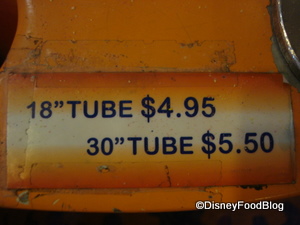 18" TUBE $4.95
30" TUBE $5.50
©DisneyFoodBlog